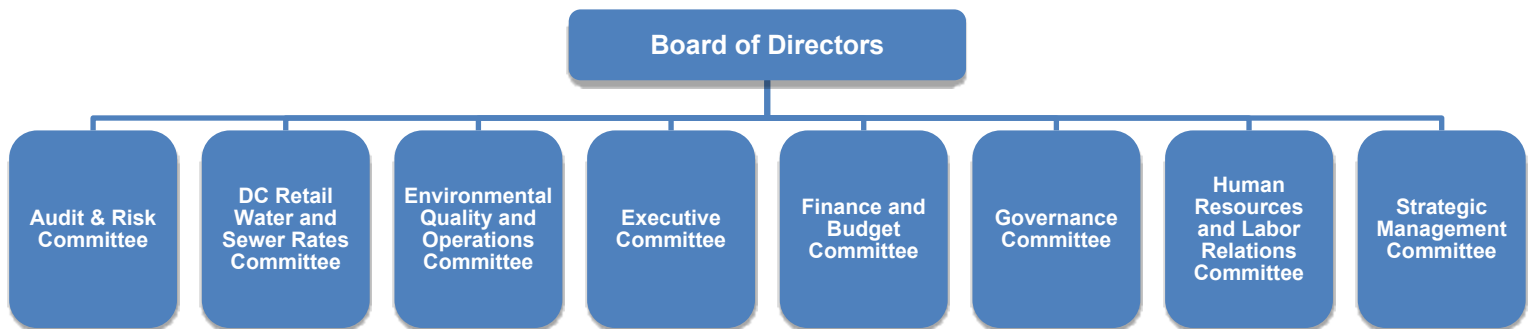 Board of Directors
Audit & Risk
Committee
DC Retail
Water and
Sewer Rates
Committee
Environmental
Quality and
Operations
Committee
Executive
Committee
Finance and
Budget
Committee
Governance
Committee
Human
Resources
and Labor
Relations
Committee
Strategic
Management
Committee